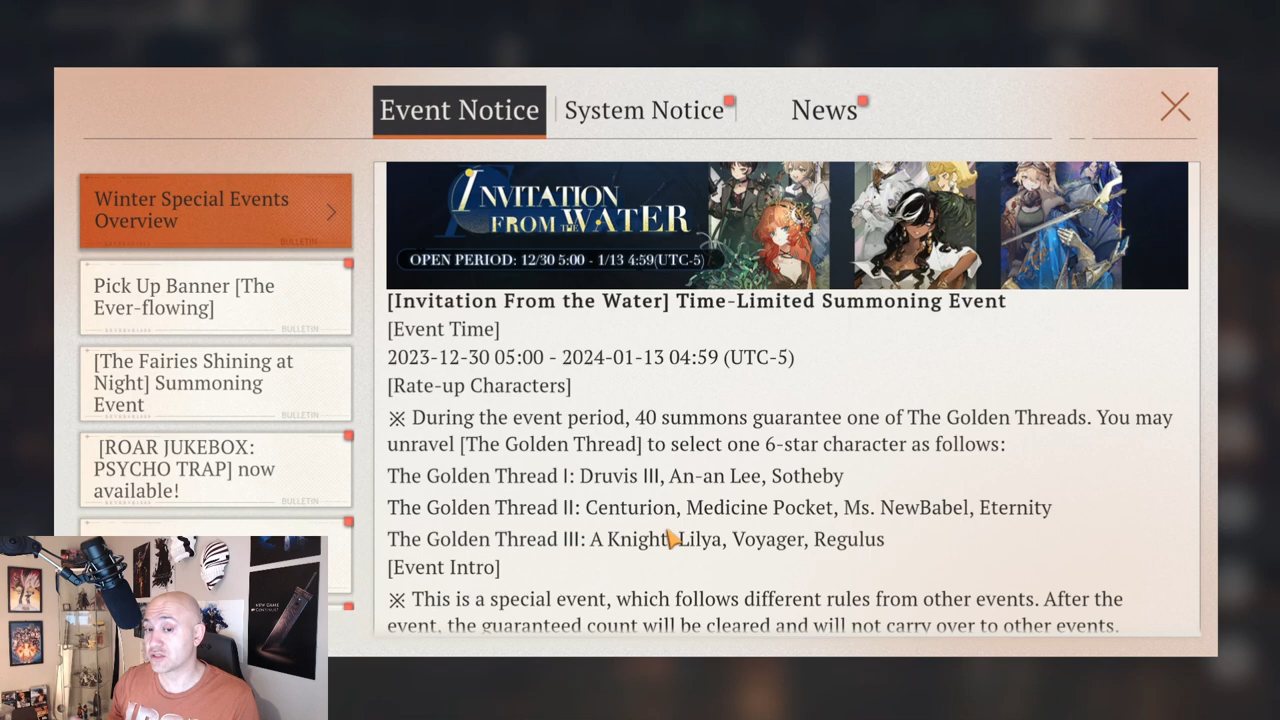 Event Notice
System Notice
News
Winter Special Events
Overview
BULLETIN
Pick Up Banner [The
Ever-flowing]
BULLETIN
[The Fairies Shining at
Night] Summoning
Event
BULLETIN
[ROAR JUKEBOX:
PSYCHO TRAP] now
available!
BULLETIN
INVITATION
FROM THE WATER
OPEN PERIOD: 12/30 5:00 - 1/13 4:59(UTC-5)
[Invitation From the Water] Time-Limited Summoning Event
[Event Time]
2023-12-30 05:00 - 2024-01-13 04:59 (UTC-5)
[Rate-up Characters]
※ During the event period, 40 summons guarantee one of The Golden Threads. You may
unravel [The Golden Thread] to select one 6-star character as follows:
The Golden Thread I: Druvis III, An-an Lee, Sotheby
The Golden Thread II: Centurion, Medicine Pocket, Ms. NewBabel, Eternity
The Golden Thread III: A Knight, Lilya, Voyager, Regulus
[Event Intro]
※ This is a special event, which follows different rules from other events. After the
event, the guaranteed count will be cleared and will not carry over to other events.
NEW GAME
CONTINUE